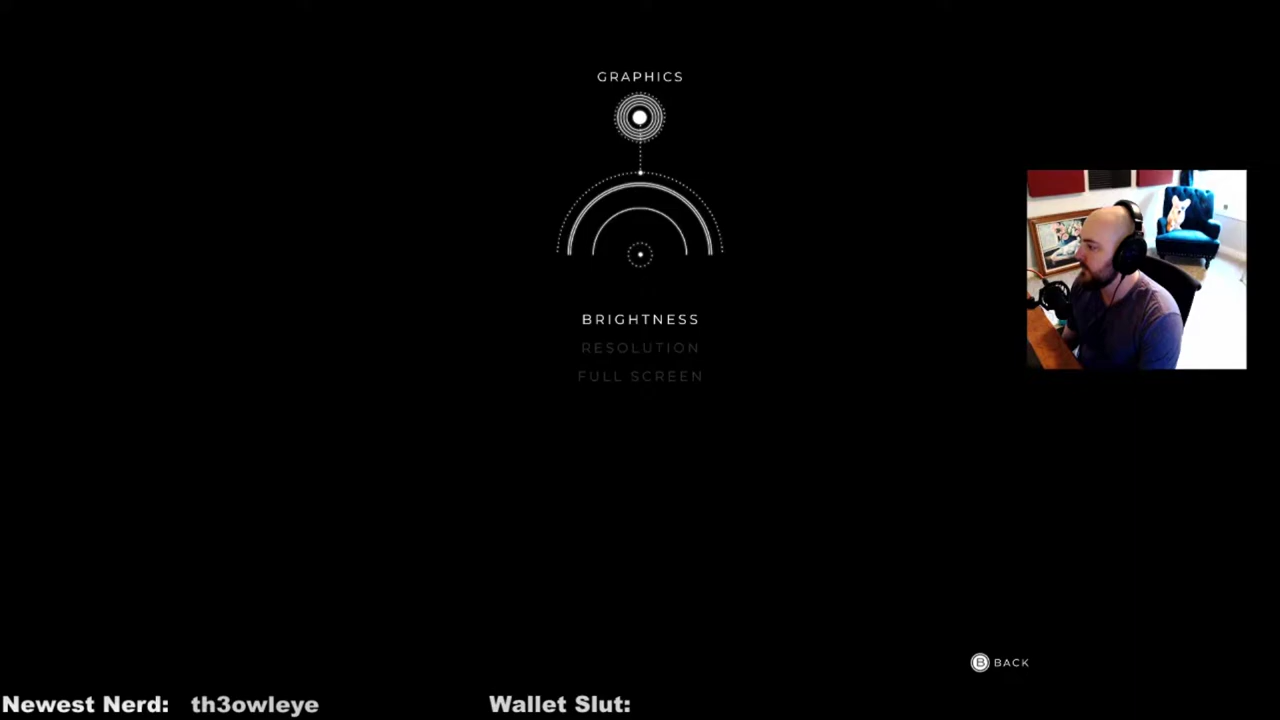 GRAPHICS
BRIGHTNESS
RESOLUTION
FULL SCREEN
B BACK
Newest Nerd: th3owleye Wallet Slut: